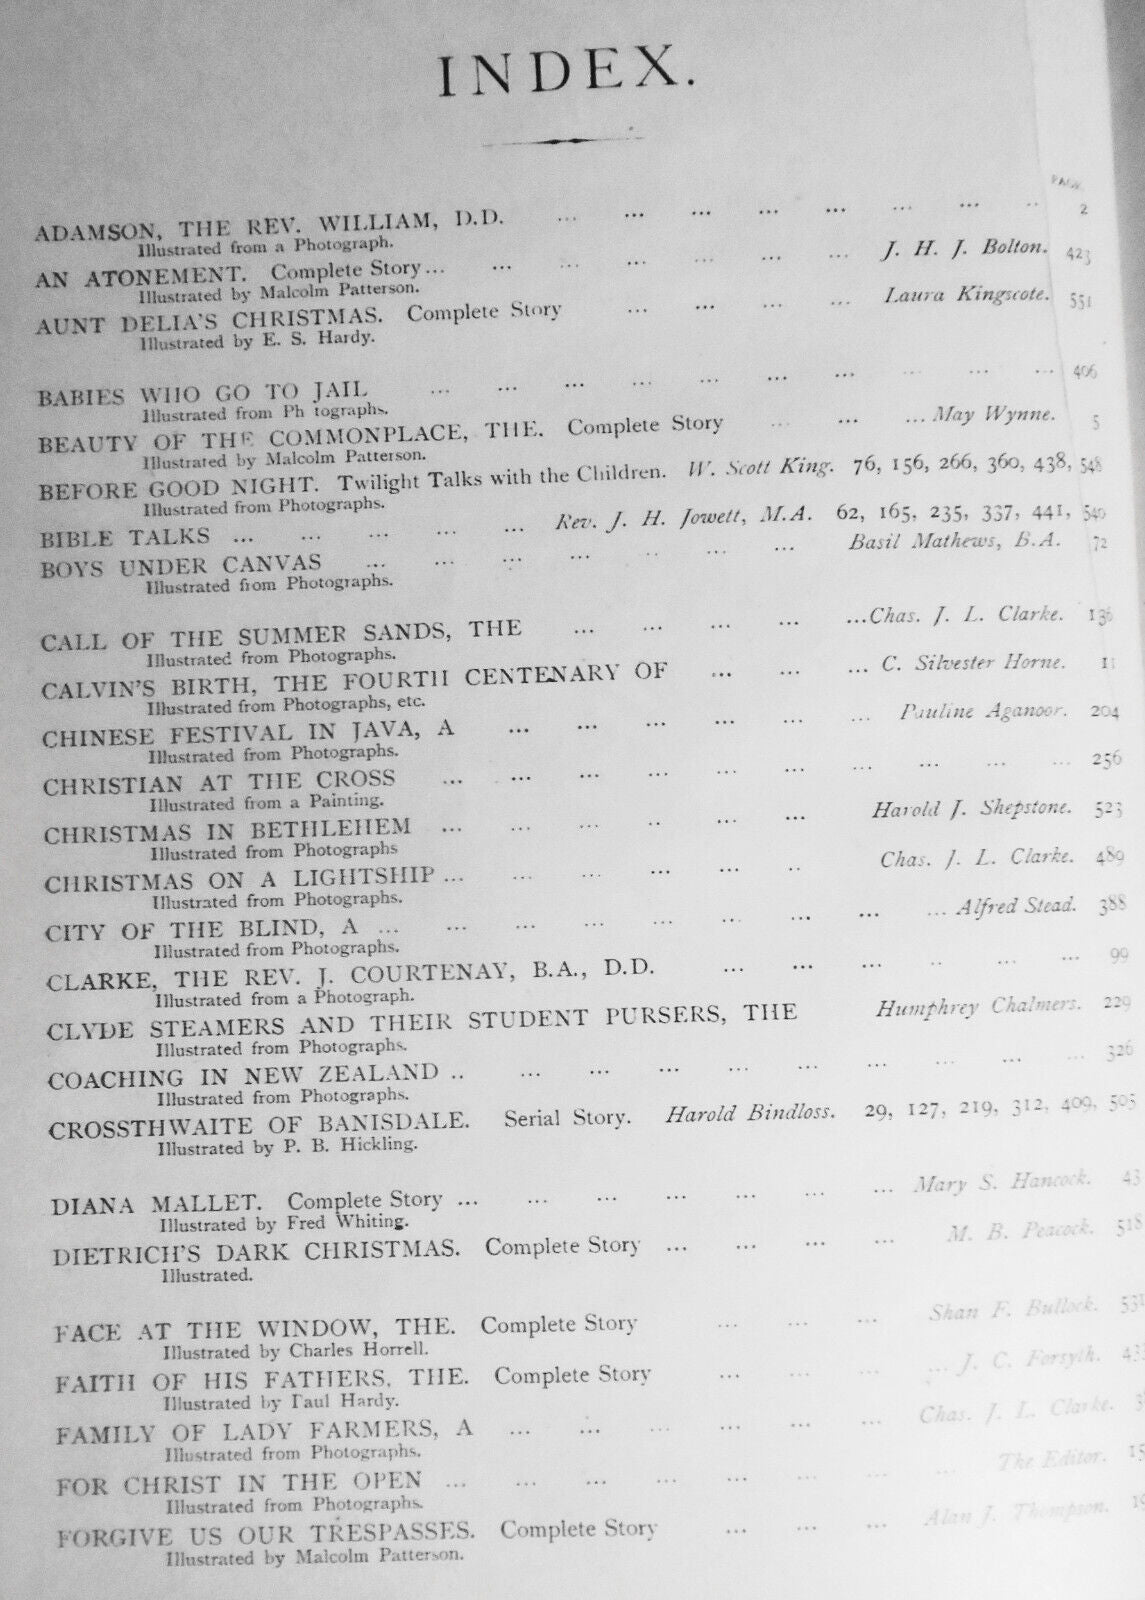 INDEX.
PAGE
ADAMSON, THE REV. WILLIAM, D.D. ... ... ... ... ... ... ... .. 2
Illustrated from a Photograph.
AN ATONEMENT. Complete Story... ... ... ... ... ... ... J. H. J. Bolton. 423
Illustrated by Malcolm Patterson.
AUNT DELIA'S CHRISTMAS. Complete Story ... ... ... ... Laura Kingscote. 551
Illustrated by E. S. Hardy.
BABIES WHO GO TO JAIL ... ... ... ... ... ... ... ... ... ... 406
Illustrated from Ph tographs.
BEAUTY OF THE COMMONPLACE, THE. Complete Story ... ... ... May Wynne. 5
Illustrated by Malcolm Patterson.
BEFORE GOOD NIGHT. Twilight Talks with the Children. W. Scott King. 76, 156, 266, 360, 438, 548
Illustrated from Photographs.
BIBLE TALKS ... ... ... ... ... Rev. J. H. Jowett, M.A. 62, 165, 235, 337, 441, 540
BOYS UNDER CANVAS ... ... ... ... ... ... ... Basil Mathews, B.A. 72
Illustrated from Photographs.
CALL OF THE SUMMER SANDS, THE ... ... ... ... ... Chas. J. L. Clarke. 136
Illustrated from Photographs.
CALVIN'S BIRTH, THE FOURTH CENTENARY OF ... ... ... C. Silvester Horne. 11
Illustrated from Photographs, etc.
CHINESE FESTIVAL IN JAVA, A ... ... ... ... ... ... Pauline Aganoor. 204
Illustrated from Photographs.
CHRISTIAN AT THE CROSS ... ... ... ... ... ... ... ... ... ... 256
Illustrated from a Painting.
CHRISTMAS IN BETHLEHEM ... ... ... .. ... ... Harold J. Shepstone. 523
Illustrated from Photographs
CHRISTMAS ON A LIGHTSHIP ... ... ... ... ... .. Chas. J. L. Clarke. 489
Illustrated from Photographs.
CITY OF THE BLIND, A ... ... ... ... ... ... ... ... ... Alfred Stead. 388
Illustrated from Photographs.
CLARKE, THE REV. J. COURTENAY, B.A., D.D. ... ... ... .. ... ... 99
Illustrated from a Photograph.
CLYDE STEAMERS AND THEIR STUDENT PURSERS, THE Humphrey Chalmers. 229
Illustrated from Photographs.
COACHING IN NEW ZEALAND .. ... ... ... ... ... ... ... ... ... 326
Illustrated from Photographs.
CROSSTHWAITE OF BANISDALE. Serial Story. Harold Bindloss. 29, 127, 219, 312, 409, 505
Illustrated by P. B. Hickling.
DIANA MALLET. Complete Story ... ... ... ... ... ... ... Mary S. Hancock. 43
Illustrated by Fred Whiting.
DIETRICH'S DARK CHRISTMAS. Complete Story ... ... ... ... M. B. Peacock. 518
Illustrated.
FACE AT THE WINDOW, THE. Complete Story ... ... ... Shan F. Bullock.
Illustrated by Charles Horrell.
FAITH OF HIS FATHERS, THE. Complete Story ... ... ... ... J. C. Forsyth.
Illustrated by Paul Hardy.
FAMILY OF LADY FARMERS, A ... ... ... ... ... ... Chas. J. L. Clarke.
Illustrated from Photographs.
FOR CHRIST IN THE OPEN ... ... ... ... ... ... ... ... The Editor.
Illustrated from Photographs.
FORGIVE US OUR TRESPASSES. Complete Story ... ... ... Alan J. Thompson.
Illustrated by Malcolm Patterson.